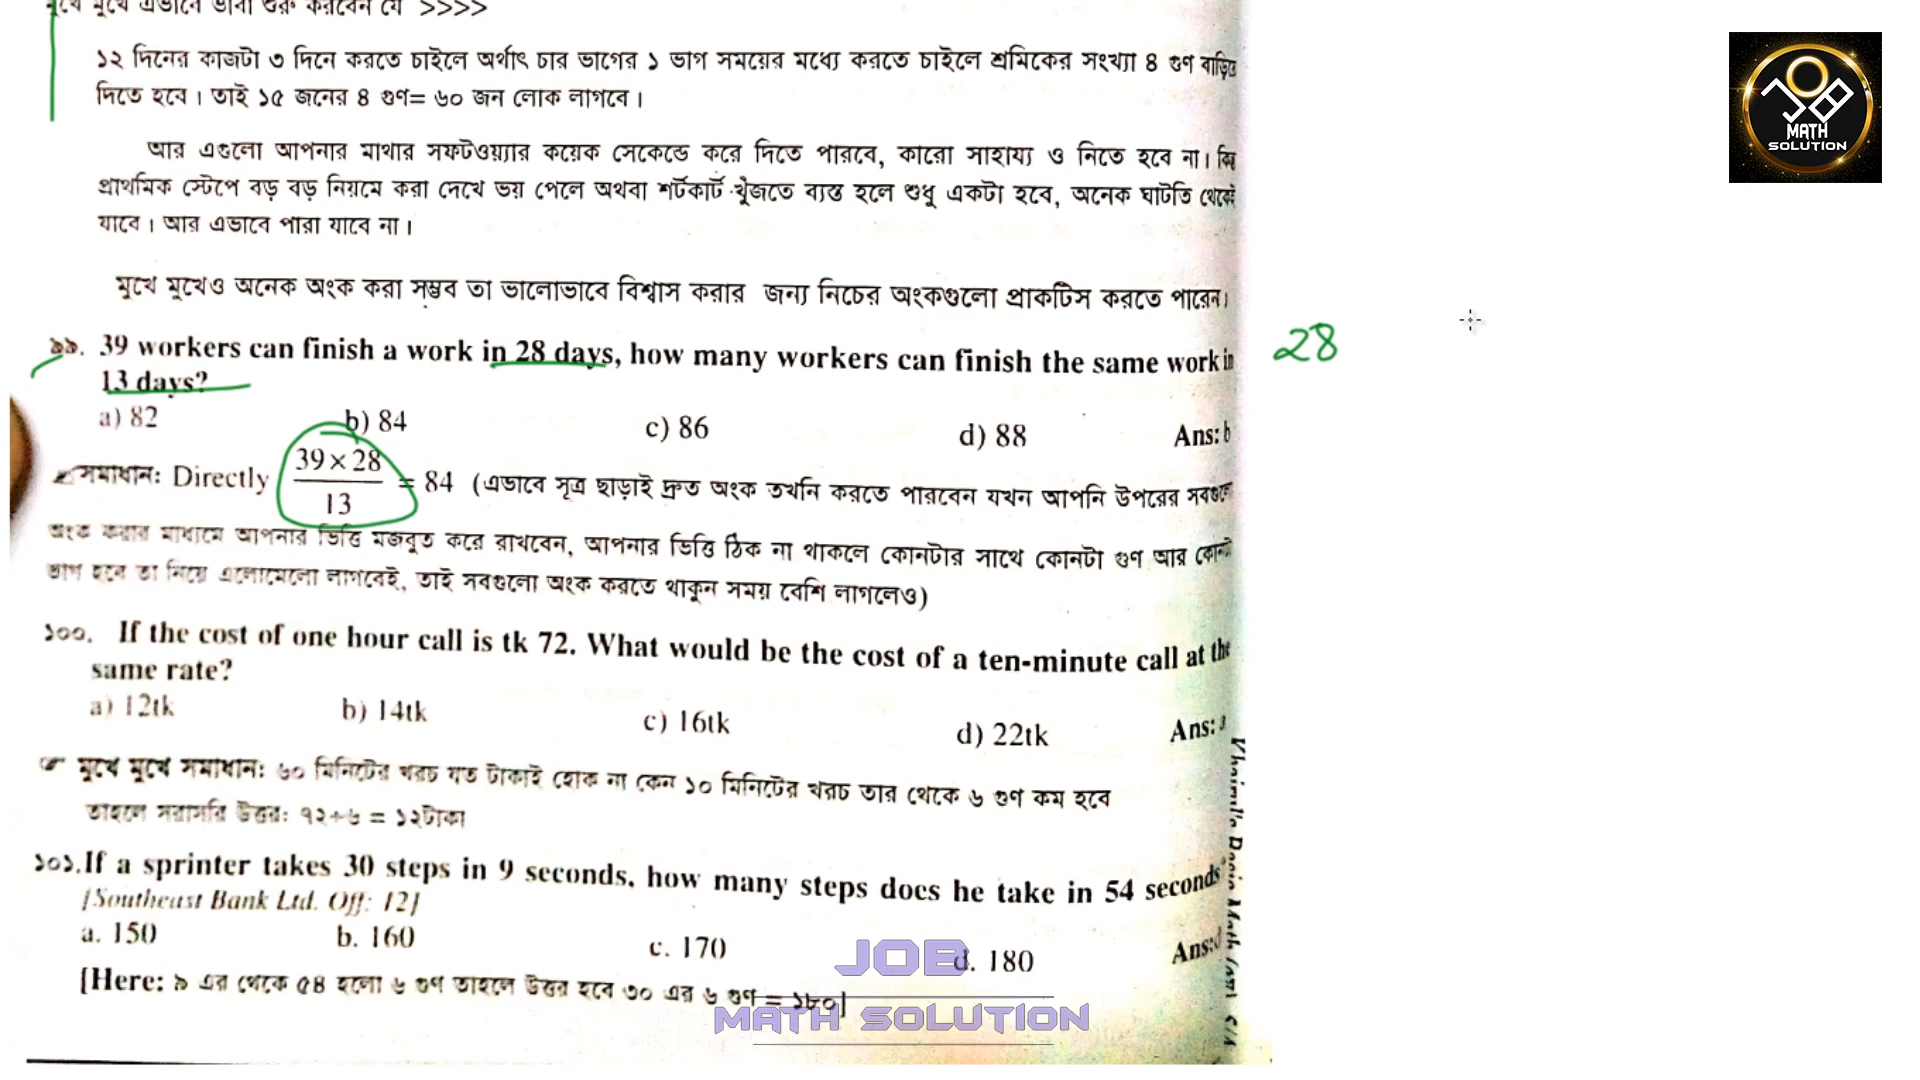 মুখে মুখে এভাবে ভাবা শুরু করবেন যে >>>>
১২ দিনের কাজটা ৩ দিনে করতে চাইলে অর্থাৎ চার ভাগের ১ ভাগ সময়ের মধ্যে করতে চাইলে শ্রমিকের সংখ্যা 4 গুণ বাড়িয়ে
দিতে হবে। তাই ১৫ জনের 4 গুণ= ৬০ জন লোক লাগবে।
আর এগুলো আপনার মাথার সফটওয়্যার কয়েক সেকেন্ডে করে দিতে পারবে, কারো সাহায্য ও নিতে হবে না।
প্রাথমিক স্টেপে বড় বড় নিয়মে করা দেখে ভয় পেলে অথবা শর্টকার্ট খুঁজতে ব্যস্ত হলে শুধু একটা হবে, অনেক ঘাটতি থেকেই
যাবে। আর এভাবে পারা যাবে না।
মুখে মুখেও অনেক অংক করা সম্ভব তা ভালোভাবে বিশ্বাস করার জন্য নিচের অংকগুলো প্রাকটিস করতে পারেন।
৯৯. 39 workers can finish a work in 28 days, how many workers can finish the same work in
13 days?
28
a) 82 b) 84 c) 86 d) 88 Ans: b
সমাধান: Directly 39×28/13 = 84 (এভাবে সূত্র ছাড়াই দ্রুত অংক তখনি করতে পারবেন যখন আপনি উপরের সবগুলো
অংক করার মাধ্যমে আপনার ভিত্তি মজবুত করে রাখবেন, আপনার ভিত্তি ঠিক না থাকলে কোনটার সাথে কোনটা গুণ আর কোনটা
ভাগ হবে তা নিয়ে এলোমেলো লাগবেই, তাই সবগুলো অংক করতে থাকুন সময় বেশি লাগলেও)
১০০. If the cost of one hour call is tk 72. What would be the cost of a ten-minute call at the
same rate?
a) 12tk b) 14tk c) 16tk d) 22tk Ans: a
☞ মুখে মুখে সমাধান: ৬০ মিনিটের খরচ যত টাকাই হোক না কেন ১০ মিনিটের খরচ তার থেকে ৬ গুণ কম হবে
তাহলে সরাসরি উত্তর: ৭২÷৬ = ১২টাকা
১০১.If a sprinter takes 30 steps in 9 seconds, how many steps does he take in 54 seconds
[Southeast Bank Ltd. Off: 12]
a. 150 b. 160 c. 170 d. 180 Ans:d
[Here: ৯ এর থেকে ৫৪ হলো ৬ গুণ তাহলে উত্তর হবে ৩০ এর ৬ গুণ = ১৮০]
JOB
MATH SOLUTION
MATH
SOLUTION